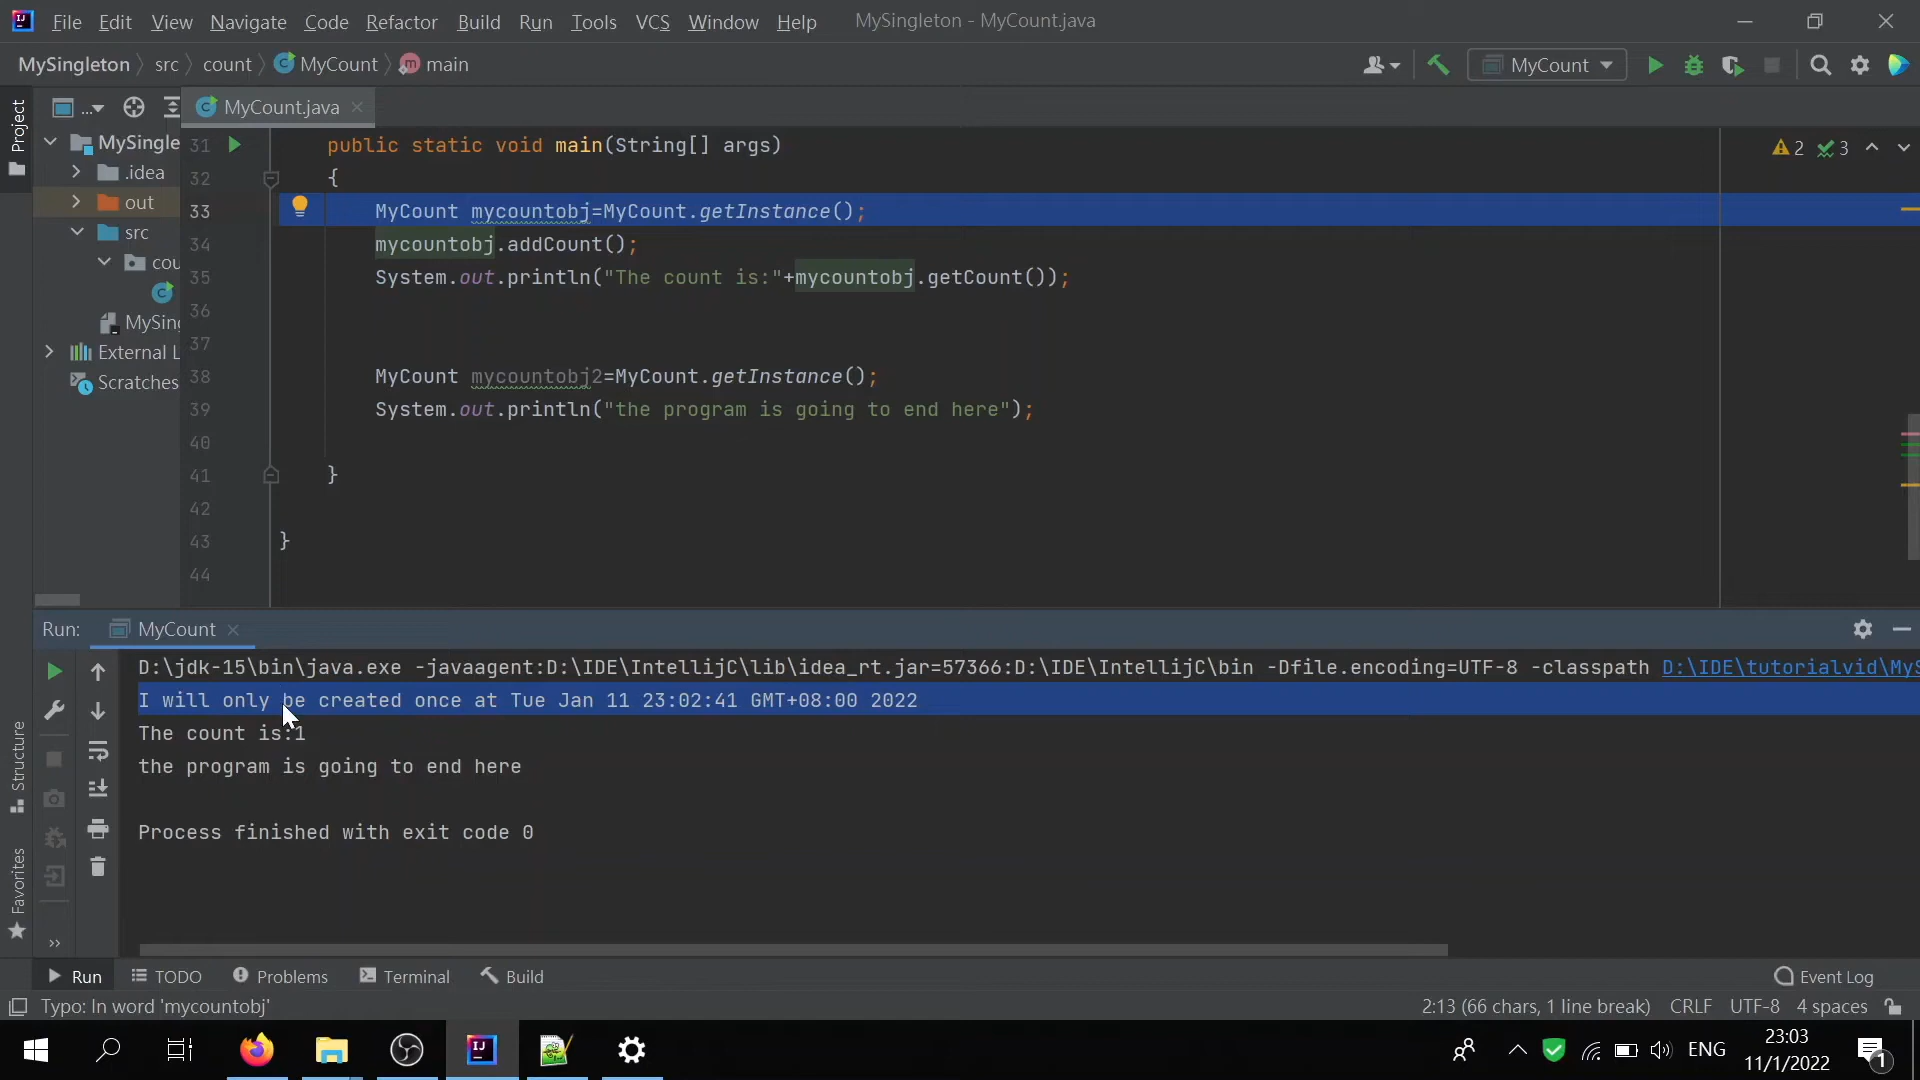 File Edit View Navigate Code Refactor Build Run Tools VCS Window Help MySingleton - MyCount.java
MySingleton src count MyCount main MyCount
... MyCount.java
Project
MySingle
.idea
out
src
cou
MySing
External L
Scratches
2 3
31 public static void main(String[] args)
32 {
33 MyCount mycountobj=MyCount.getInstance();
34 mycountobj.addCount();
35 System.out.println("The count is:"+mycountobj.getCount());
36
37
38 MyCount mycountobj2=MyCount.getInstance();
39 System.out.println("the program is going to end here");
40
41 }
42
43 }
44
Run: MyCount
D:\jdk-15\bin\java.exe -javaagent:D:\IDE\IntellijC\lib\idea_rt.jar=57366:D:\IDE\IntellijC\bin -Dfile.encoding=UTF-8 -classpath D:\IDE\tutorialvid\MyS
I will only be created once at Tue Jan 11 23:02:41 GMT+08:00 2022
The count is:1
the program is going to end here
Process finished with exit code 0
Structure
Favorites
Run TODO Problems Terminal Build Event Log
Typo: In word 'mycountobj' 2:13 (66 chars, 1 line break) CRLF UTF-8 4 spaces
ENG 23:03
11/1/2022
1